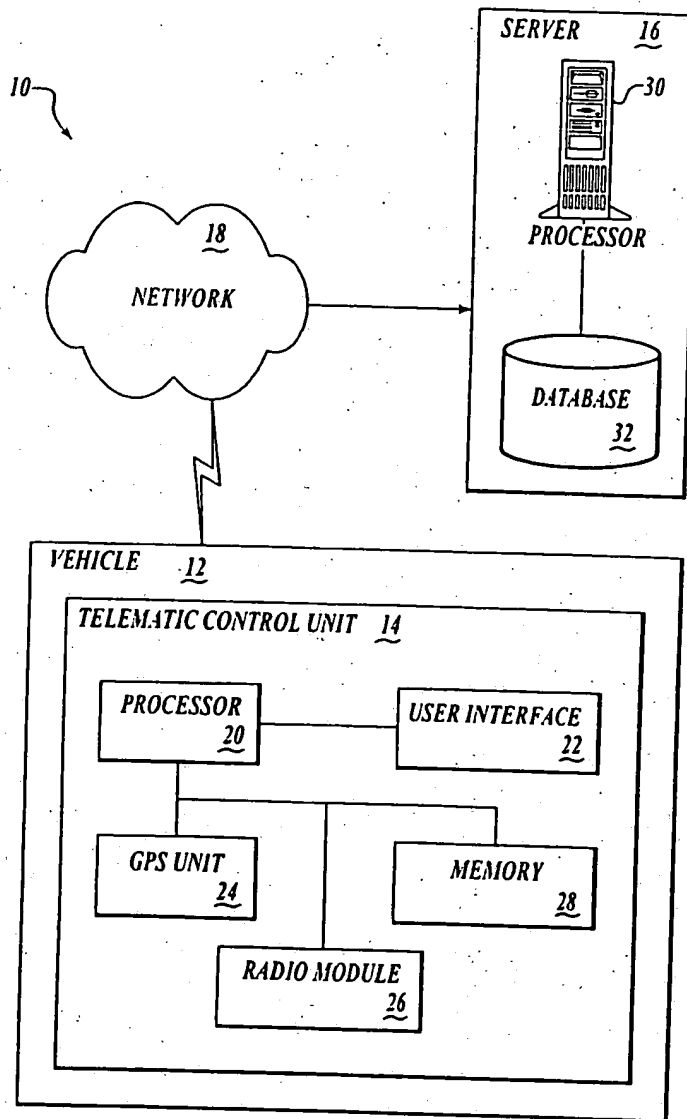 SERVER 16
10
30
PROCESSOR
18
NETWORK
DATABASE
32
VEHICLE 12
TELEMATIC CONTROL UNIT 14
PROCESSOR
20
USER INTERFACE
22
GPS UNIT
24
MEMORY
28
RADIO MODULE
26